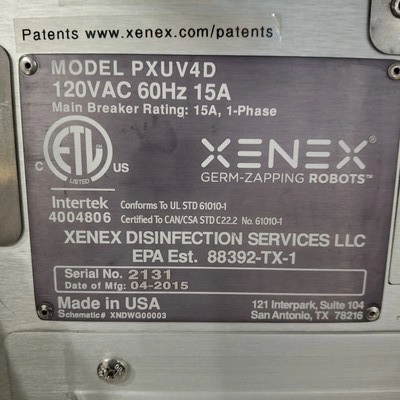 Patents www.xenex.com/patents
MODEL PXUV4D
120VAC 60Hz 15A
Main Breaker Rating: 15A, 1-Phase
ETL
C US
LISTED
XENEX®
GERM-ZAPPING ROBOTS™
Intertek Conforms To UL STD 61010-1
4004806 Certified To CAN/CSA STD C22.2 No. 61010-1
XENEX DISINFECTION SERVICES LLC
EPA Est. 88392-TX-1
Serial No. 2131
Date of Mfg: 04-2015
Made in USA
Schematic# XNDWG00003
121 Interpark, Suite 104
San Antonio, TX 78216